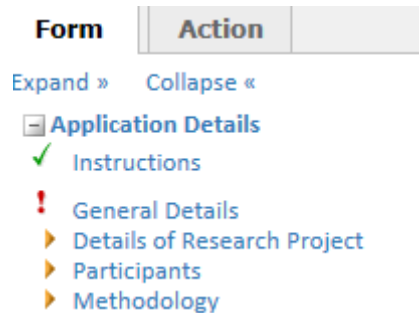 Form Action
Expand » Collapse «
Application Details
Instructions
General Details
Details of Research Project
Participants
Methodology